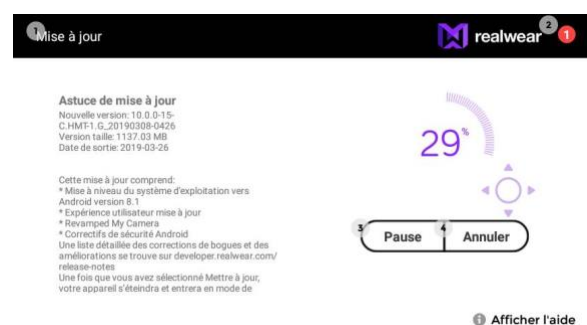 1 Mise à jour
realwear 2 1
Astuce de mise à jour
Nouvelle version: 10.0.0-15-
C.HMT-1.G_20190308-0426
Version taille: 1137.03 MB
Date de sortie: 2019-03-26
29%
Cette mise à jour comprend:
* Mise à niveau du système d'exploitation vers
Android version 8.1
* Expérience utilisateur mise à jour
* Revamped My Camera
* Correctifs de sécurité Android
Une liste détaillée des corrections de bogues et des
améliorations se trouve sur developer.realwear.com/
release-notes
Une fois que vous avez sélectionné Mettre à jour,
votre appareil s'éteindra et entrera en mode de
3 Pause 4 Annuler
i Afficher l'aide